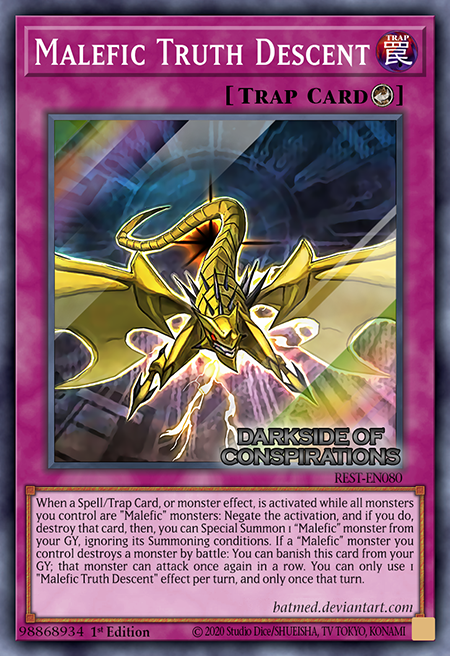 MALEFIC TRUTH DESCENT
TRAP
罠
[TRAP CARD]
DARKSIDE OF
CONSPIRATIONS
REST-EN080
When a Spell/Trap Card, or monster effect, is activated while all monsters
you control are "Malefic" monsters: Negate the activation, and if you do,
destroy that card, then, you can Special Summon 1 "Malefic" monster from
your GY, ignoring its Summoning conditions. If a "Malefic" monster you
control destroys a monster by battle: You can banish this card from your
GY; that monster can attack once again in a row. You can only use 1
"Malefic Truth Descent" effect per turn, and only once that turn.
batmed.deviantart.com
98868934 1st Edition ©2020 Studio Dice/SHUEISHA, TV TOKYO, KONAMI